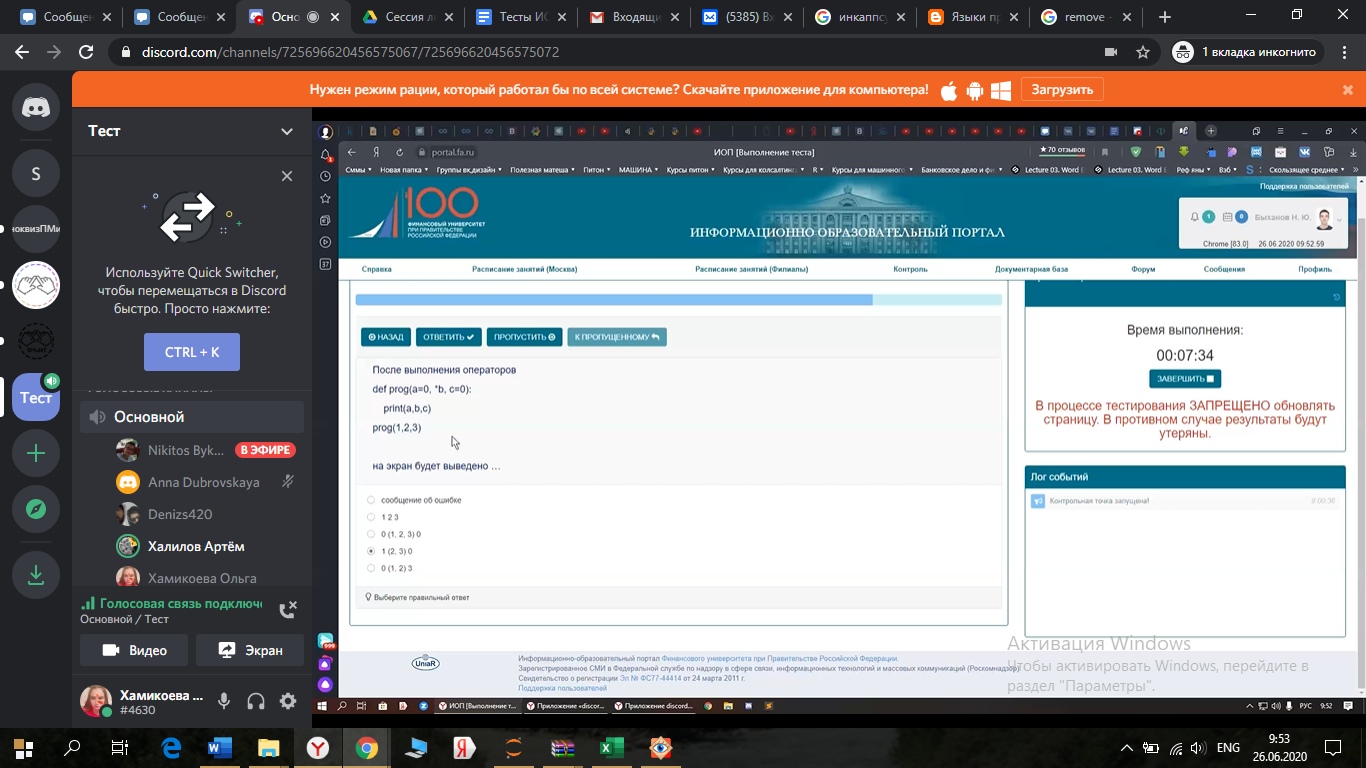 Сообщен
Сообщен
Осно
Сессия л
Тесты ИС
Входящи
(5385) Вх
инкаппсу
Языки пр
remove -
discord.com/channels/725696620456575067/725696620456575072
1 вкладка инкогнито
Нужен режим рации, который работал бы по всей системе? Скачайте приложение для компьютера!
Загрузить
Тест
S
Используйте Quick Switcher,
чтобы перемещаться в Discord
быстро. Просто нажмите:
CTRL + K
Тест
Основной
Nikitos Byk...
В ЭФИРЕ
Anna Dubrovskaya
Denizs420
Халилов Артём
Хамикоева Ольга
Голосовая связь подключе
Основной / Тест
Видео
Экран
Хамикоева ...
#4630
portal.fa.ru
ИОП [Выполнение теста]
★ 70 отзывов
Сммы
Новая папка
Группы вк,дизайн
Полезная матеша
Питон
МАШИНА
Курсы питон
Курсы для консалтинг
R
Курсы для машинного
Банковское дело и фи
Lecture 03. Word E
Lecture 03. Word E
Реф яны
Взб
S
Скользящее среднее
Поддержка пользователей
100
ФИНАНСОВЫЙ УНИВЕРСИТЕТ
ПРИ ПРАВИТЕЛЬСТВЕ
РОССИЙСКОЙ ФЕДЕРАЦИИ
ИНФОРМАЦИОННО ОБРАЗОВАТЕЛЬНЫЙ ПОРТАЛ
1
0
Быханов Н. Ю.
Chrome [83.0]
26.06.2020 09:52:59
Справка
Расписание занятий (Москва)
Расписание занятий (Филиалы)
Контроль
Документарная база
Форум
Сообщения
Профиль
НАЗАД
ОТВЕТИТЬ
ПРОПУСТИТЬ
К ПРОПУЩЕННОМУ
После выполнения операторов
def prog(a=0, *b, c=0):
print(a,b,c)
prog(1,2,3)
на экран будет выведено ...
сообщение об ошибке
1 2 3
0 (1, 2, 3) 0
1 (2, 3) 0
0 (1, 2) 3
Выберите правильный ответ
Время выполнения:
00:07:34
ЗАВЕРШИТЬ
В процессе тестирования ЗАПРЕЩЕНО обновлять
страницу. В противном случае результаты будут
утеряны.
Лог событий
Контрольная точка запущена!
UniaR
Информационно-образовательный портал Финансового университета при Правительстве Российской Федерации.
Зарегистрированное СМИ в Федеральной службе по надзору в сфере связи, информационных технологий и массовых коммуникаций (Роскомнадзор)
Свидетельство о регистрации Эл № ФС77-44414 от 24 марта 2011 г.
Поддержка пользователей
Активация Windows
Чтобы активировать Windows, перейдите в
раздел "Параметры".
999
ИОП [Выполнение т...
Приложение «discor...
Приложение discord...
РУС
9:52
ENG
9:53
26.06.2020